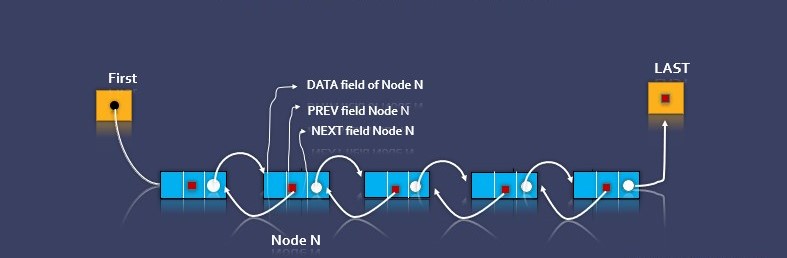 First
LAST
DATA field of Node N
PREV field Node N
NEXT field Node N
Node N